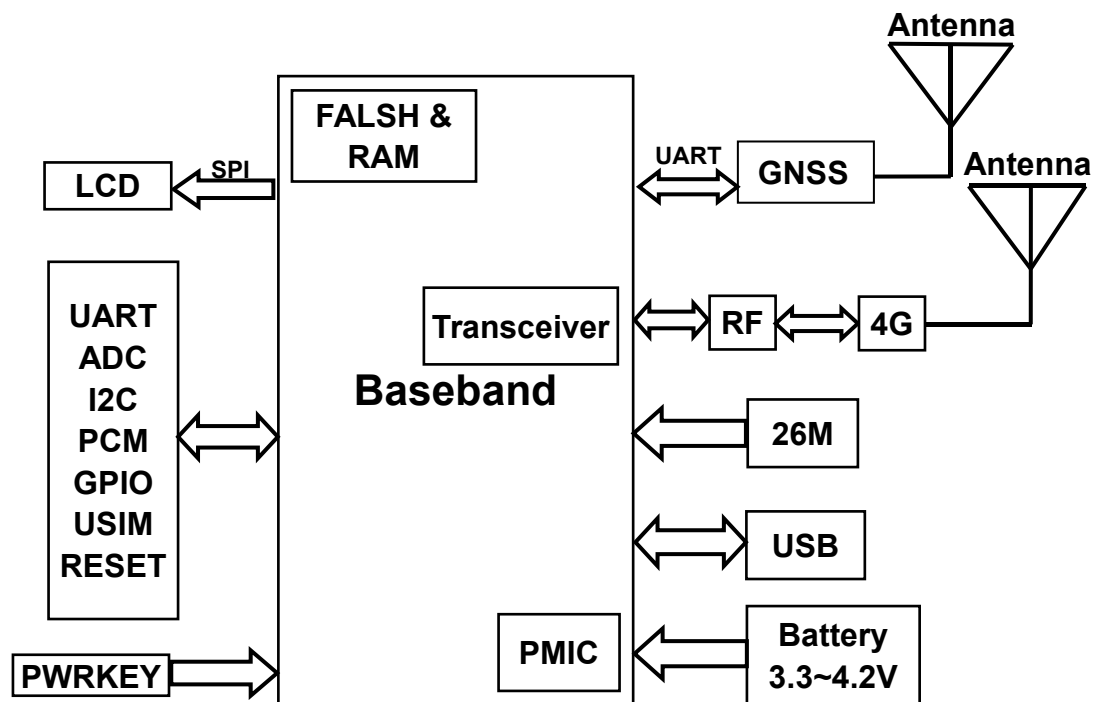 Antenna
FALSH &
RAM
SPI
LCD
UART
GNSS
Antenna
UART
ADC
I2C
PCM
GPIO
USIM
RESET
Transceiver
RF
4G
Baseband
26M
USB
PWRKEY
PMIC
Battery
3.3~4.2V